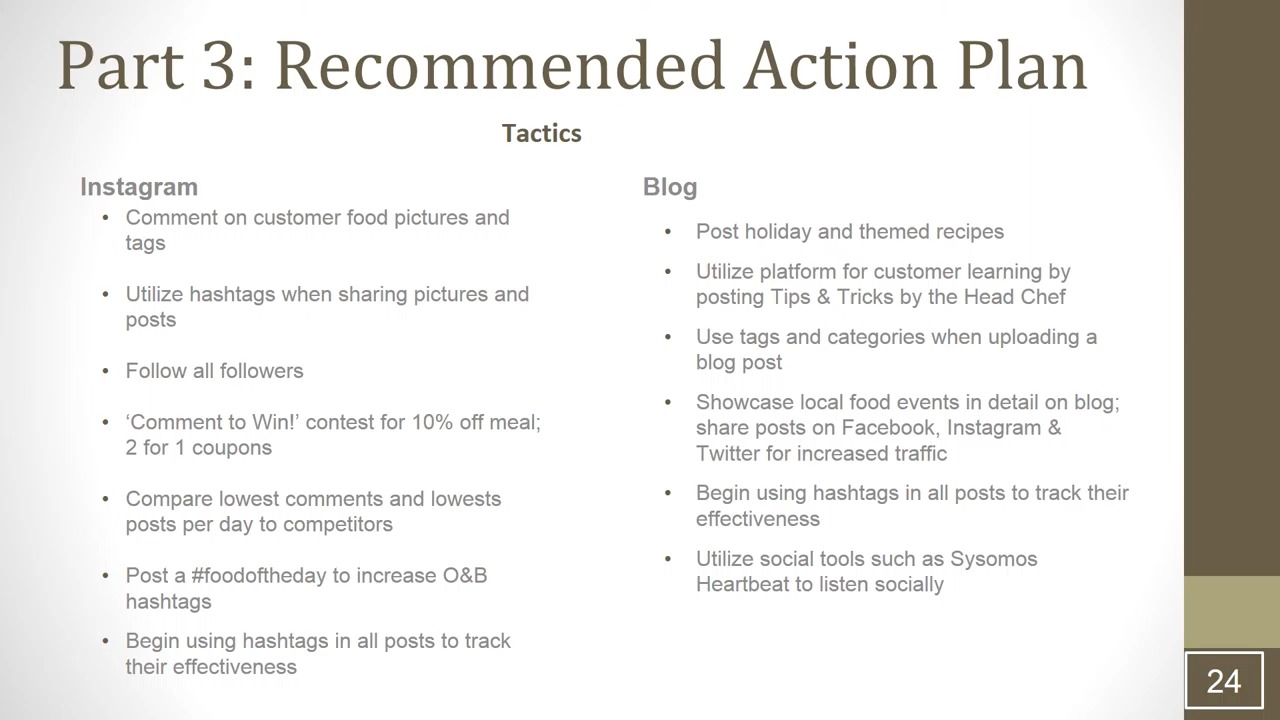 Part 3: Recommended Action Plan
Tactics
Instagram
• Comment on customer food pictures and
tags
• Utilize hashtags when sharing pictures and
posts
• Follow all followers
• ‘Comment to Win!’ contest for 10% off meal;
2 for 1 coupons
• Compare lowest comments and lowests
posts per day to competitors
• Post a #foodoftheday to increase O&B
hashtags
• Begin using hashtags in all posts to track
their effectiveness
Blog
• Post holiday and themed recipes
• Utilize platform for customer learning by
posting Tips & Tricks by the Head Chef
• Use tags and categories when uploading a
blog post
• Showcase local food events in detail on blog;
share posts on Facebook, Instagram &
Twitter for increased traffic
• Begin using hashtags in all posts to track their
effectiveness
• Utilize social tools such as Sysomos
Heartbeat to listen socially
24